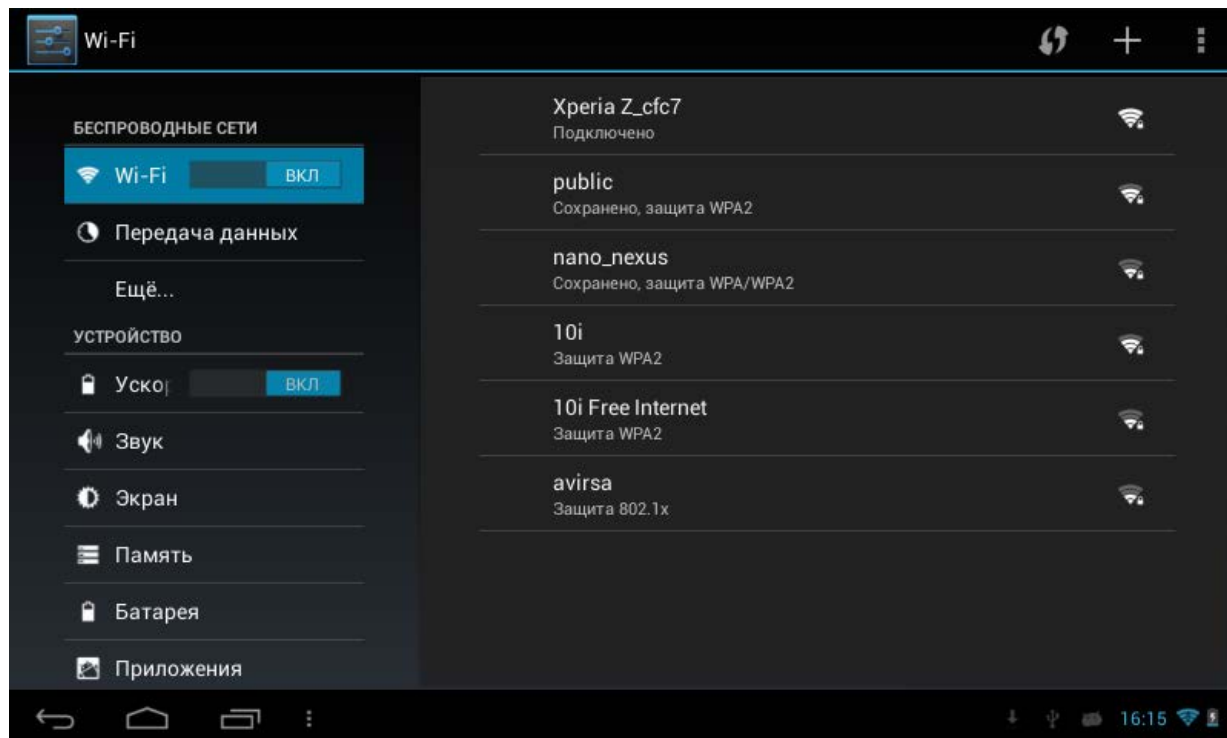 Wi-Fi
БЕСПРОВОДНЫЕ СЕТИ
Wi-Fi ВКЛ
Передача данных
Ещё...
УСТРОЙСТВО
Уско ВКЛ
Звук
Экран
Память
Батарея
Приложения
Xperia Z_cfc7
Подключено
public
Сохранено, защита WPA2
nano_nexus
Сохранено, защита WPA/WPA2
10i
Защита WPA2
10i Free Internet
Защита WPA2
avirsa
Защита 802.1x
16:15